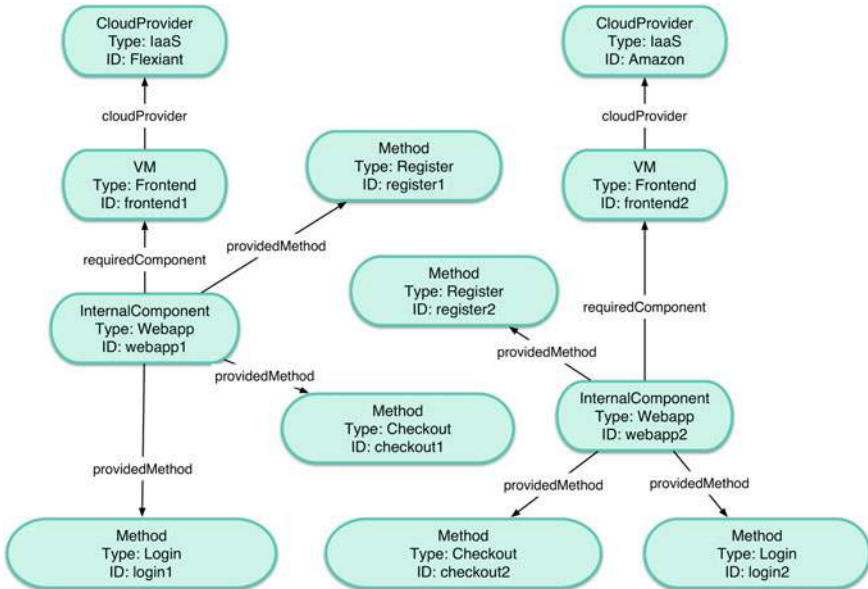 CloudProvider
Type: IaaS
ID: Flexiant
CloudProvider
Type: IaaS
ID: Amazon
cloudProvider
cloudProvider
VM
Type: Frontend
ID: frontend1
Method
Type: Register
ID: register1
VM
Type: Frontend
ID: frontend2
providedMethod
requiredComponent
Method
Type: Register
ID: register2
requiredComponent
InternalComponent
Type: Webapp
ID: webapp1
providedMethod
providedMethod
InternalComponent
Type: Webapp
ID: webapp2
Method
Type: Checkout
ID: checkout1
providedMethod
providedMethod
providedMethod
Method
Type: Login
ID: login1
Method
Type: Checkout
ID: checkout2
Method
Type: Login
ID: login2